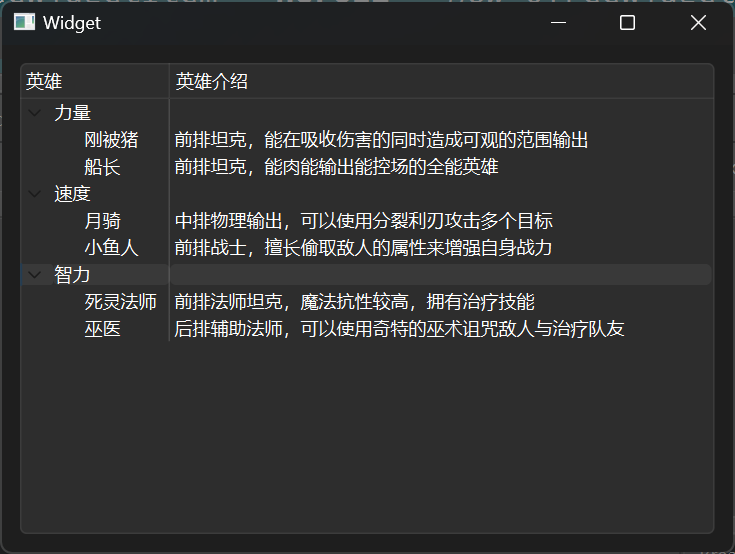 Widget
英雄 英雄介绍
力量
刚被猪 前排坦克，能在吸收伤害的同时造成可观的范围输出
船长 前排坦克，能肉能输出能控场的全能英雄
速度
月骑 中排物理输出，可以使用分裂利刃攻击多个目标
小鱼人 前排战士，擅长偷取敌人的属性来增强自身战力
智力
死灵法师 前排法师坦克，魔法抗性较高，拥有治疗技能
巫医 后排辅助法师，可以使用奇特的巫术诅咒敌人与治疗队友